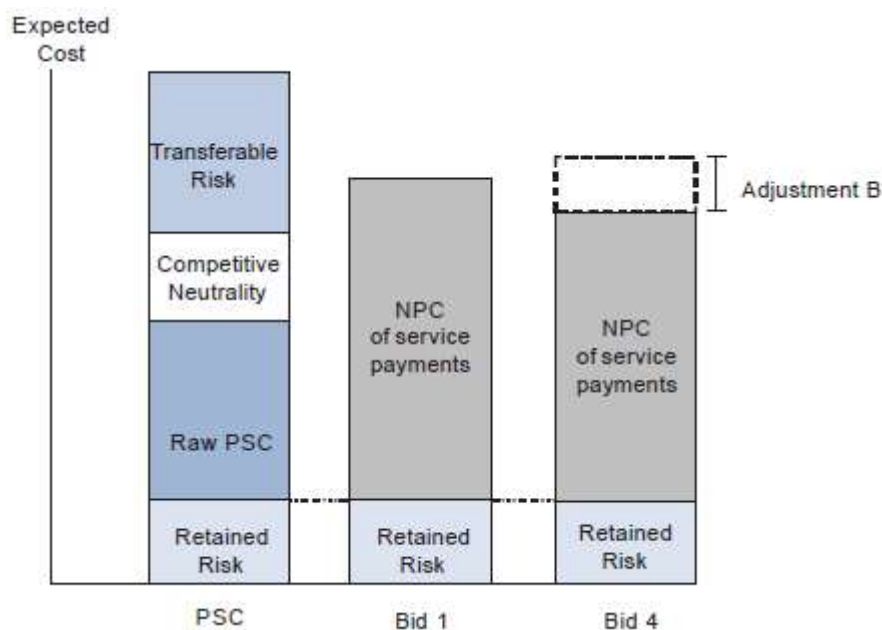 Expected
Cost
Transferable
Risk
Competitive
Neutrality
Raw PSC
Retained
Risk
PSC
NPC
of service
payments
Retained
Risk
Bid 1
NPC
of service
payments
Retained
Risk
Bid 4
Adjustment B